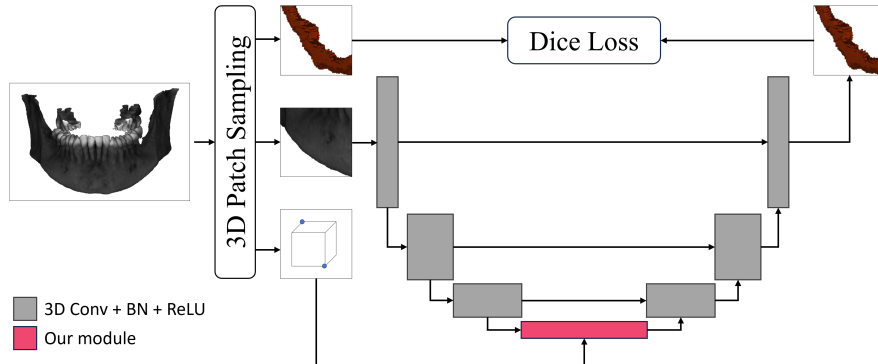 Dice Loss
3D Patch Sampling
3D Conv + BN + ReLU
Our module